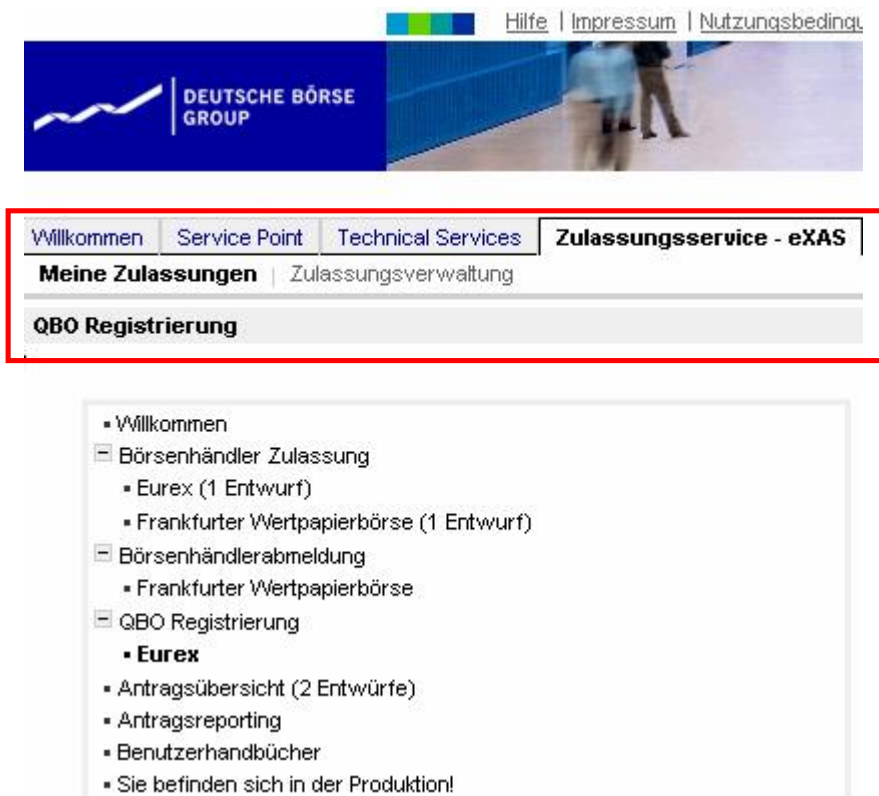 Hilfe | Impressum | Nutzungsbedingu
DEUTSCHE BÖRSE
GROUP
Willkommen Service Point Technical Services Zulassungsservice - eXAS
Meine Zulassungen | Zulassungsverwaltung
QBO Registrierung
▪ Willkommen
Börsenhändler Zulassung
▪ Eurex (1 Entwurf)
▪ Frankfurter Wertpapierbörse (1 Entwurf)
Börsenhändlerabmeldung
▪ Frankfurter Wertpapierbörse
QBO Registrierung
▪ Eurex
▪ Antragsübersicht (2 Entwürfe)
▪ Antragsreporting
▪ Benutzerhandbücher
▪ Sie befinden sich in der Produktion!